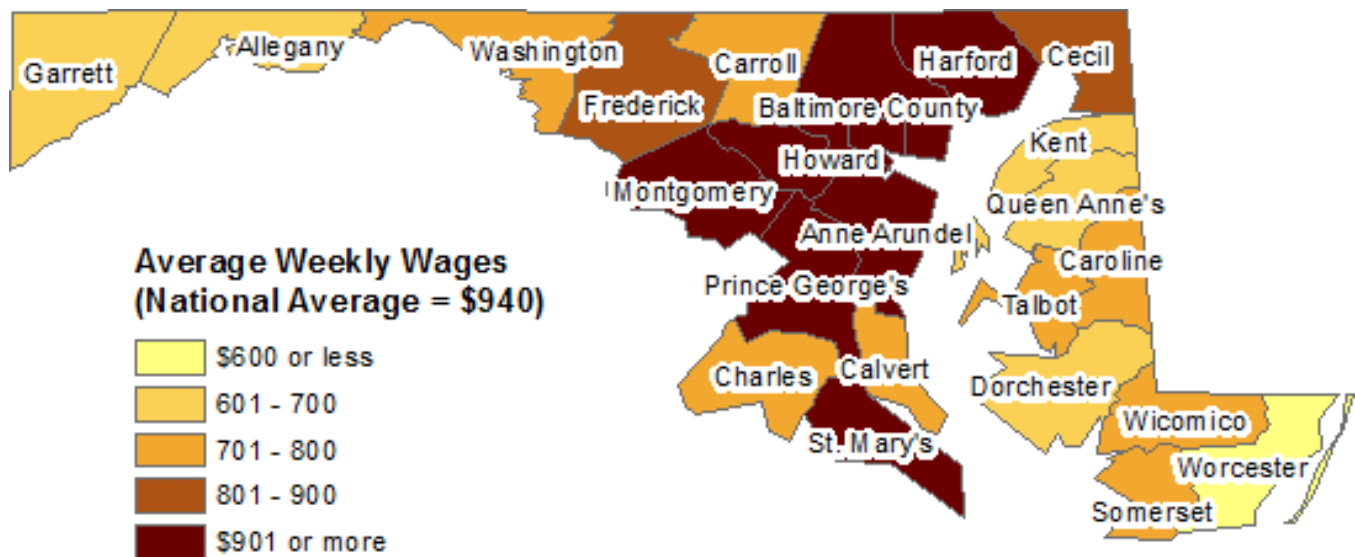 Garrett
Allegany
Washington
Frederick
Carroll
Baltimore County
Harford
Cecil
Howard
Montgomery
Anne Arundel
Prince George's
Kent
Queen Anne's
Caroline
Talbot
Charles
Calvert
St. Mary's
Dorchester
Wicomico
Worcester
Somerset
Average Weekly Wages
(National Average = $940)
$600 or less
601 - 700
701 - 800
801 - 900
$901 or more